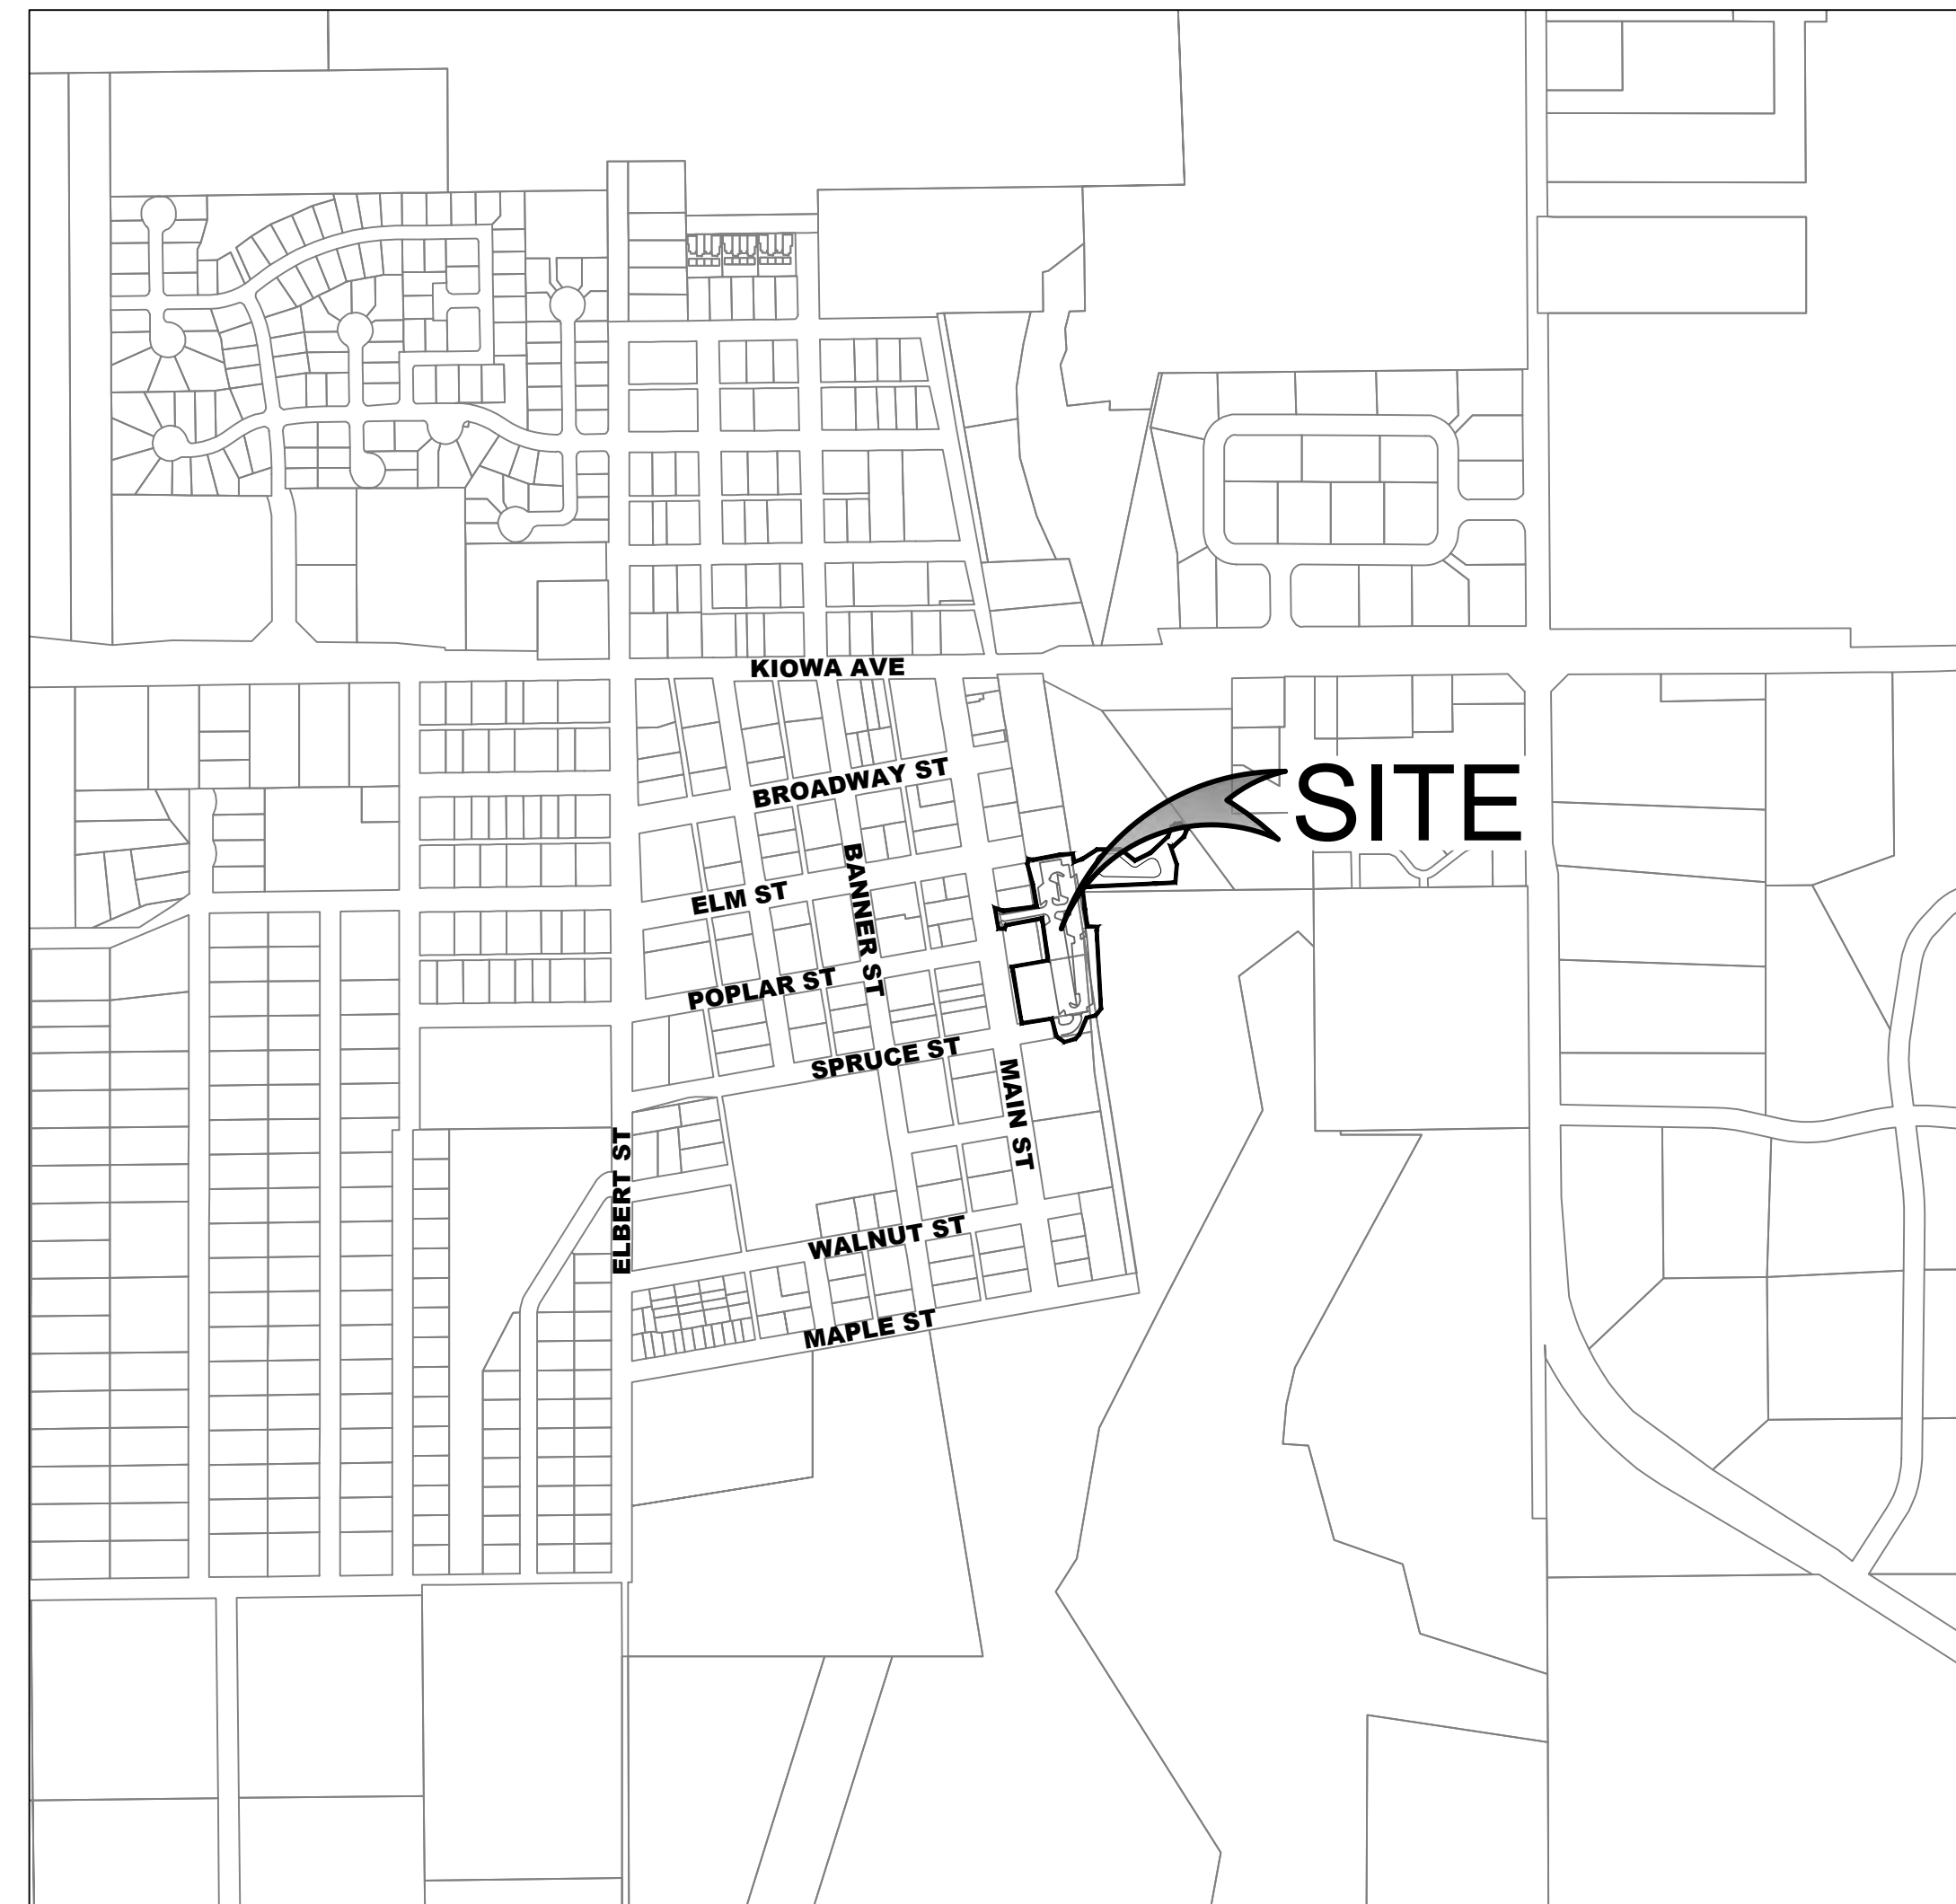 KIOWA AVE
BROADWAY ST
SITE
BANNER ST
ELM ST
POPLAR ST
SPRUCE ST
MAIN ST
ELBERT ST
WALNUT ST
MAPLE ST